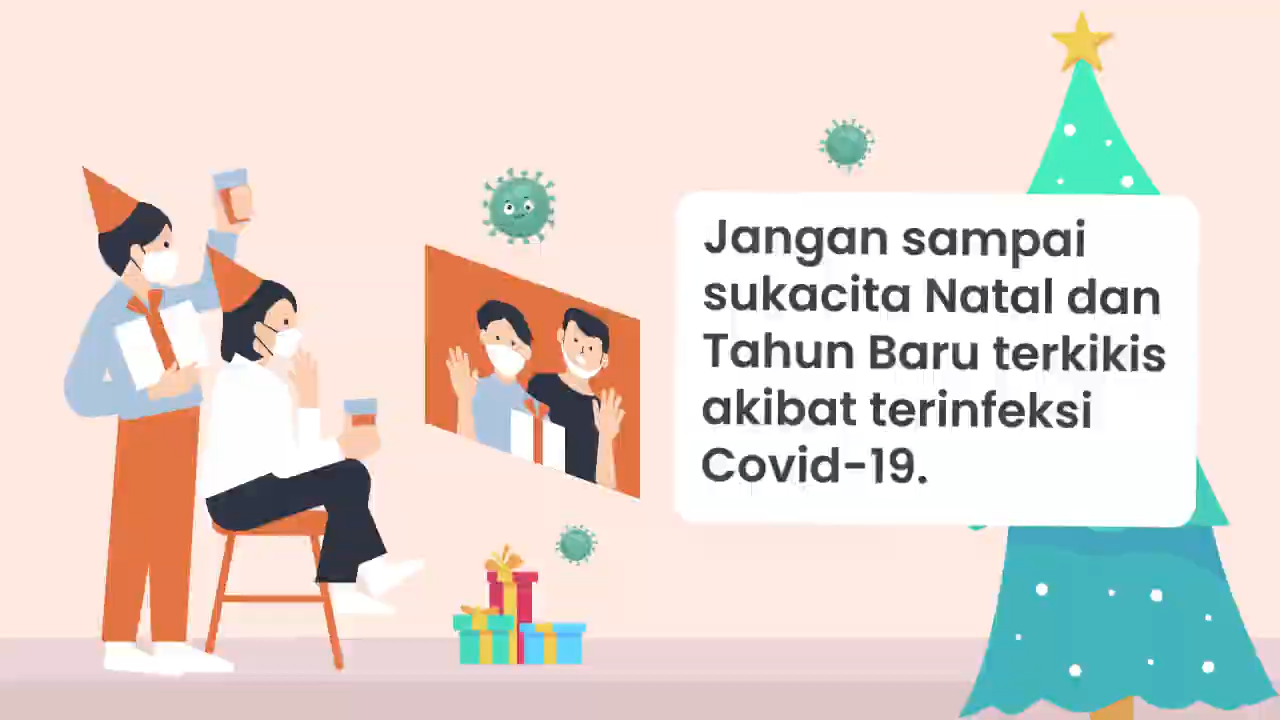 Jangan sampai
sukacita Natal dan
Tahun Baru terkikis
akibat terinfeksi
Covid-19.